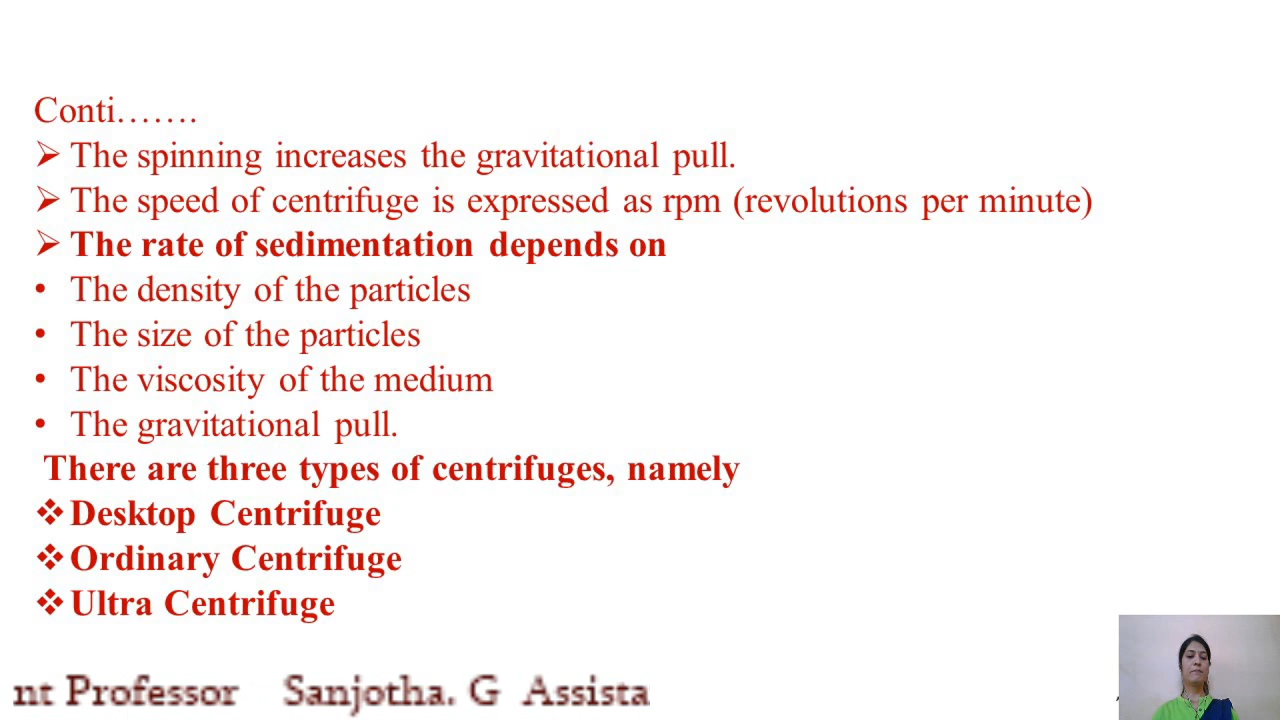 Conti…….
➢ The spinning increases the gravitational pull.
➢ The speed of centrifuge is expressed as rpm (revolutions per minute)
➢ The rate of sedimentation depends on
• The density of the particles
• The size of the particles
• The viscosity of the medium
• The gravitational pull.
There are three types of centrifuges, namely
❖ Desktop Centrifuge
❖ Ordinary Centrifuge
❖ Ultra Centrifuge
nt Professor Sanjotha. G Assista